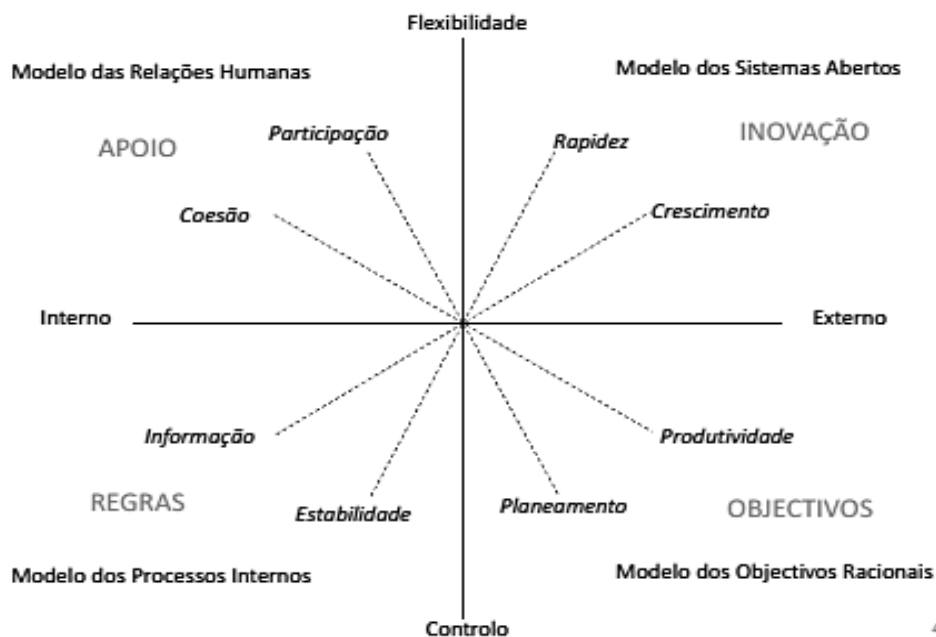 Flexibilidade
Modelo das Relações Humanas
Modelo dos Sistemas Abertos
APOIO
Participação
Rapidez
INOVAÇÃO
Coesão
Crescimento
Interno
Externo
Informação
Produtividade
REGRAS
Estabilidade
Planeamento
OBJECTIVOS
Modelo dos Processos Internos
Modelo dos Objectivos Racionais
Controlo